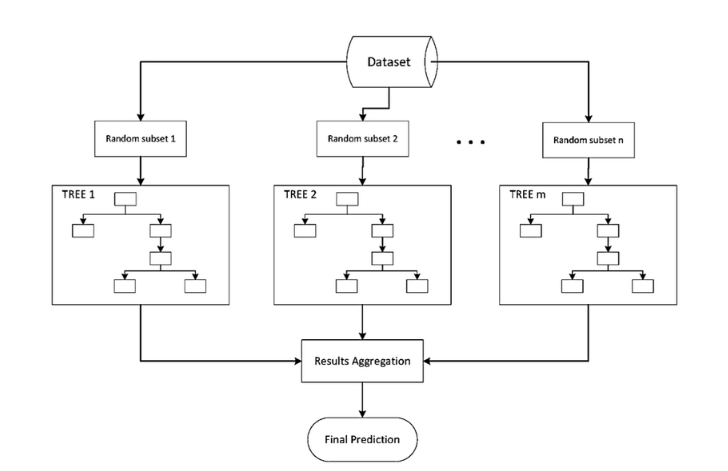 Dataset
Random subset 1
Random subset 2
...
Random subset n
TREE 1
TREE 2
TREE m
Results Aggregation
Final Prediction